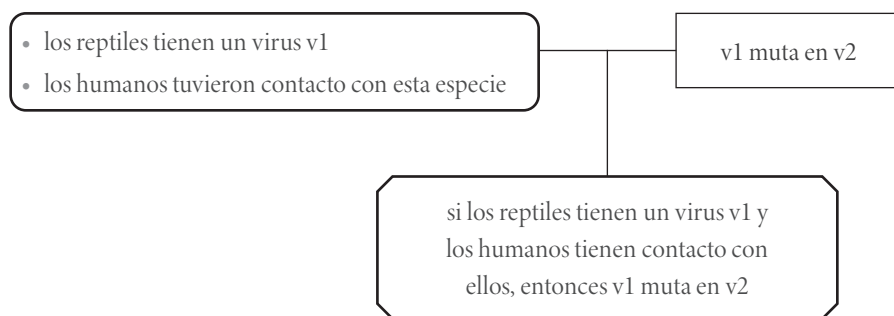 • los reptiles tienen un virus v1
• los humanos tuvieron contacto con esta especie
v1 muta en v2
si los reptiles tienen un virus v1 y
los humanos tienen contacto con
ellos, entonces v1 muta en v2